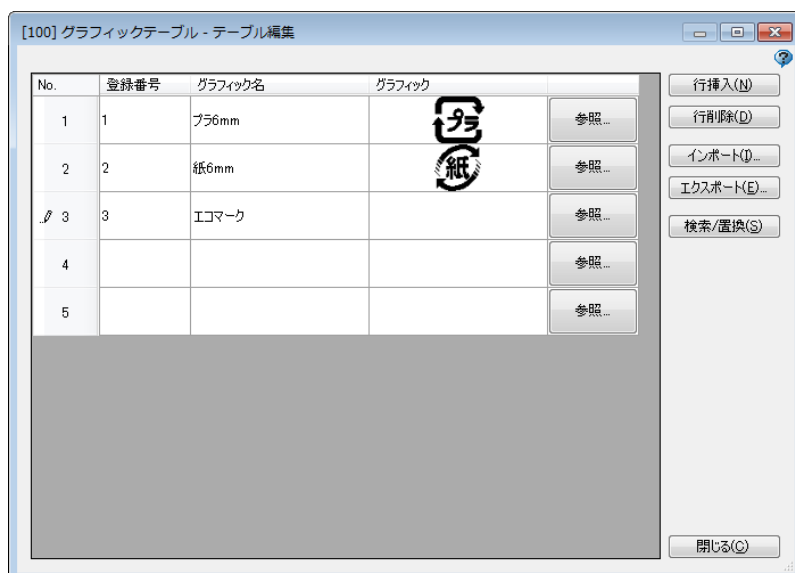 [100] グラフィックテーブル - テーブル編集
No. 登録番号 グラフィック名 グラフィック
1 1 プラ6mm プラ 参照...
2 2 紙6mm 紙 参照...
3 3 エコマーク 参照...
4 参照...
5 参照...
行挿入(N)
行削除(D)
インポート(I)...
エクスポート(E)...
検索/置換(S)
閉じる(C)